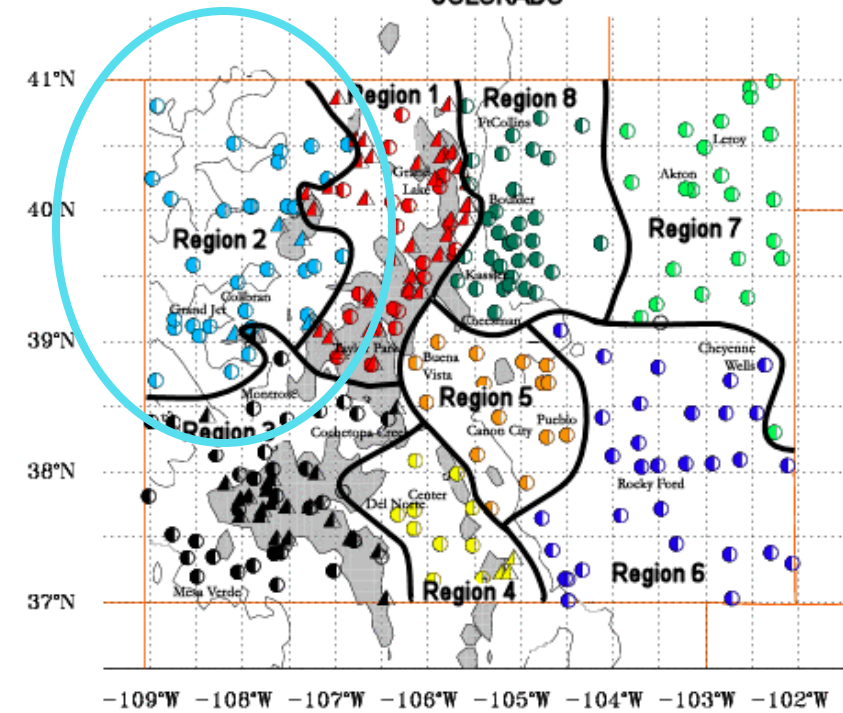 COLORADO
41°N
Region 1
Region 8
FtCollins
Leroy
Grand
Lake
Akron
40°N
Boulder
Region 2
Region 7
Kassler
Collbran
Grand Jct
Cheesman
39°N
Taylor Park
Buena
Vista
Cheyenne
Wells
Montrose
Region 5
Region 3
Cochetopa Creek
Canon City
Pueblo
38°N
Rocky Ford
Del Norte
Center
Region 6
Mesa Verde
Region 4
37°N
-109°W -108°W -107°W -106°W -105°W -104°W -103°W -102°W